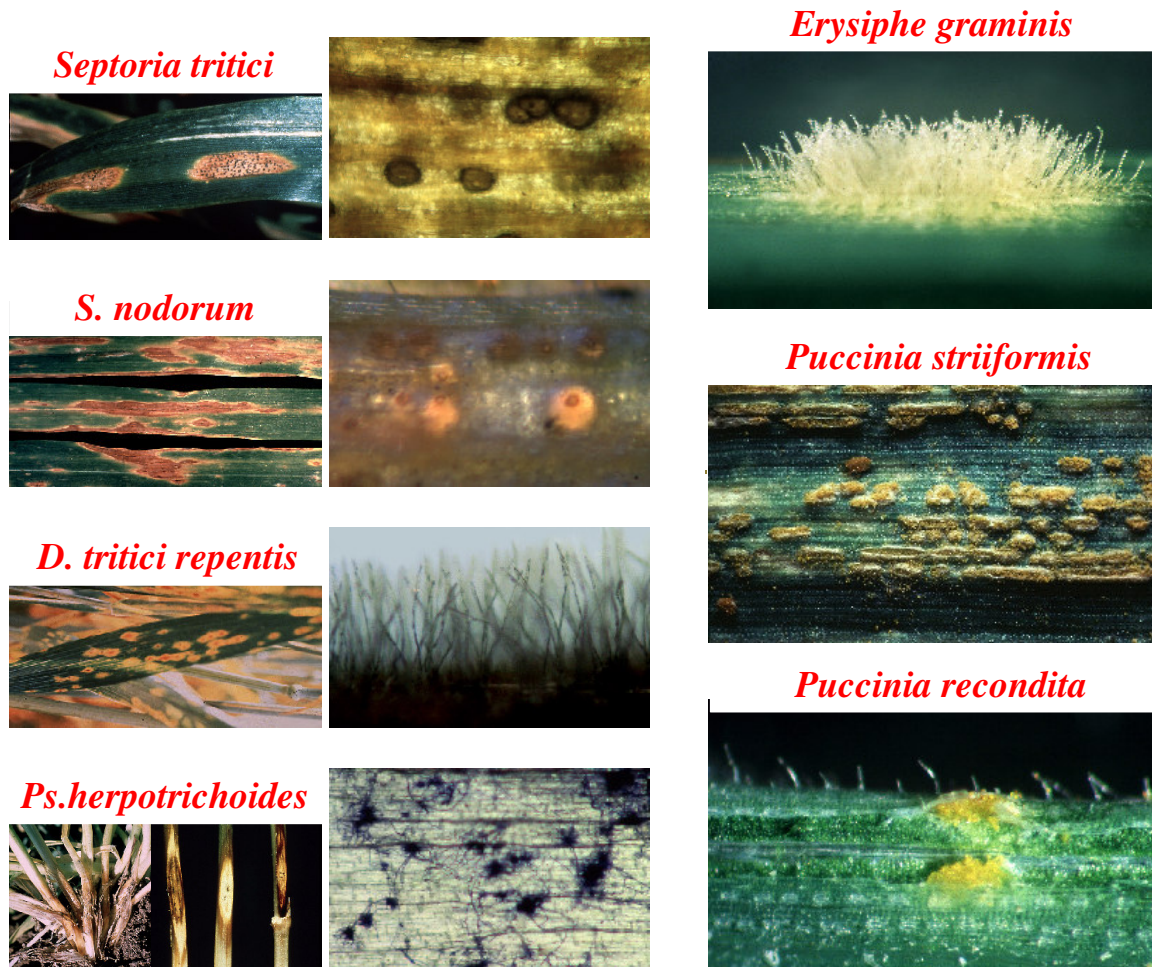 Septoria tritici
S. nodorum
D. tritici repentis
Ps.herpotrichoides
Erysiphe graminis
Puccinia striiformis
Puccinia recondita